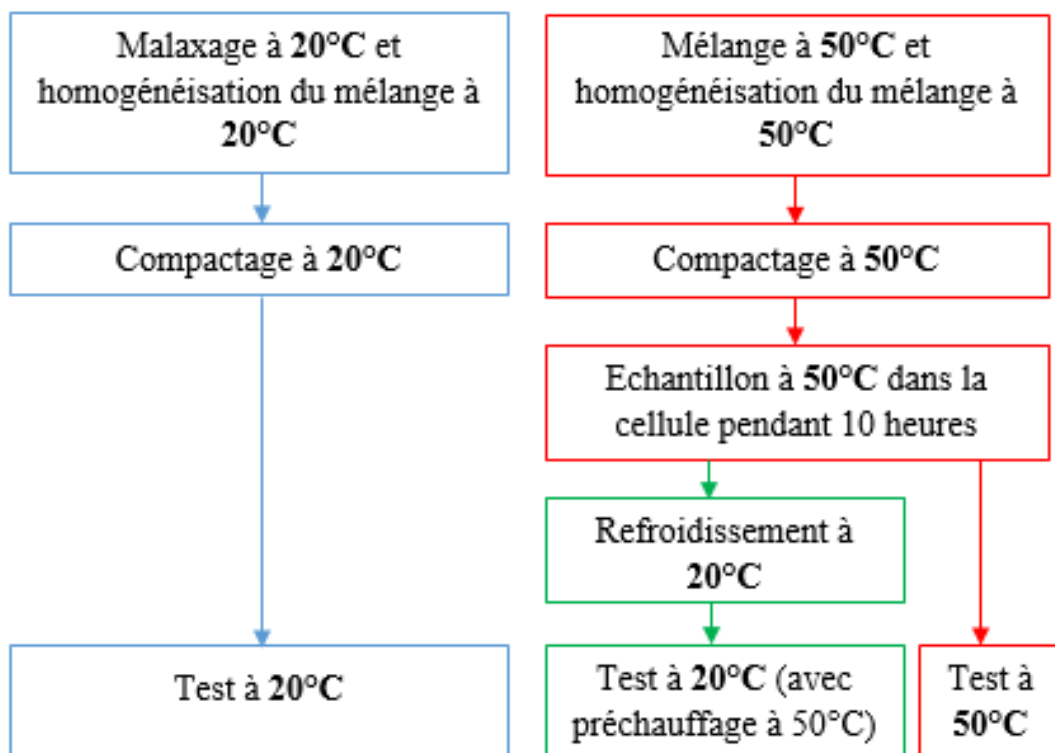 Malaxage à 20°C et
homogénéisation du mélange à
20°C
Mélange à 50°C et
homogénéisation du mélange à
50°C
Compactage à 20°C
Compactage à 50°C
Echantillon à 50°C dans la
cellule pendant 10 heures
Refroidissement à
20°C
Test à 20°C
Test à 20°C (avec
préchauffage à 50°C)
Test à
50°C